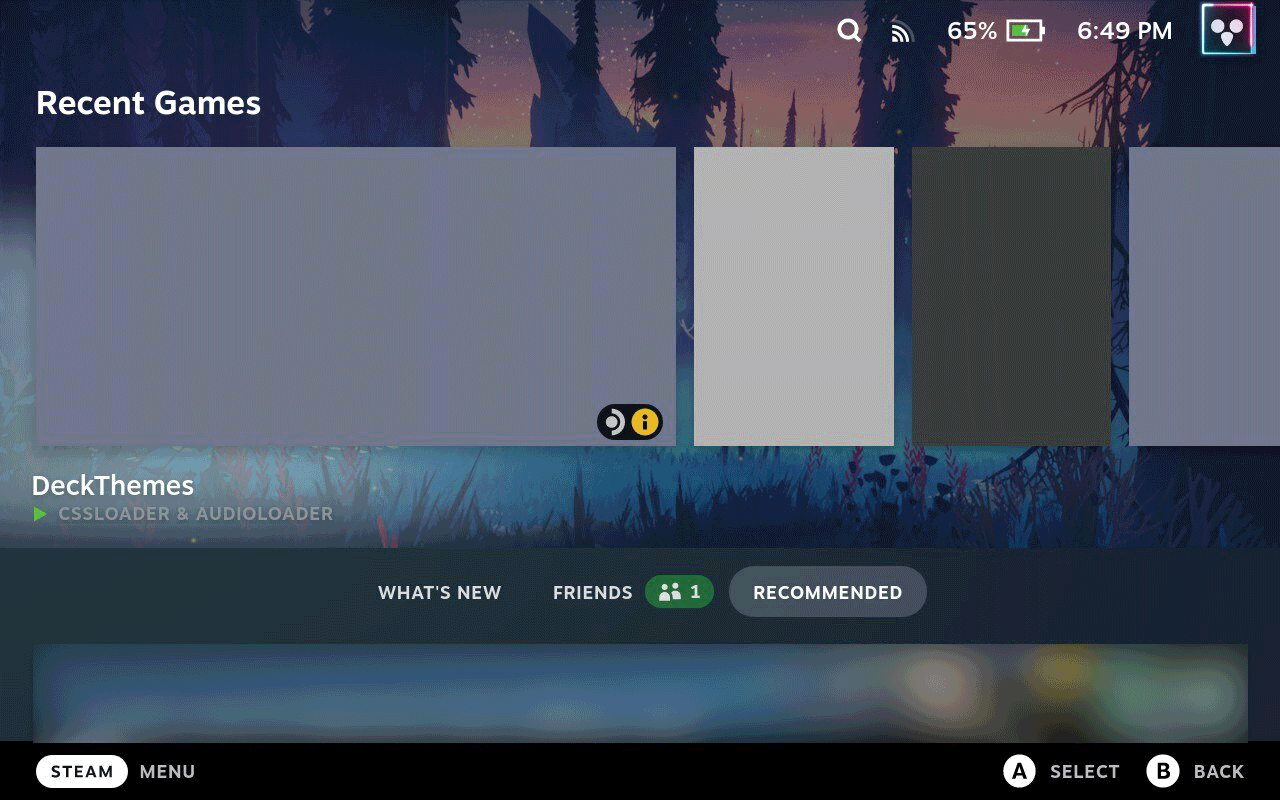 65% 6:49 PM
Recent Games
DeckThemes
CSSLOADER & AUDIOLOADER
WHAT'S NEW FRIENDS 1 RECOMMENDED
STEAM MENU A SELECT B BACK